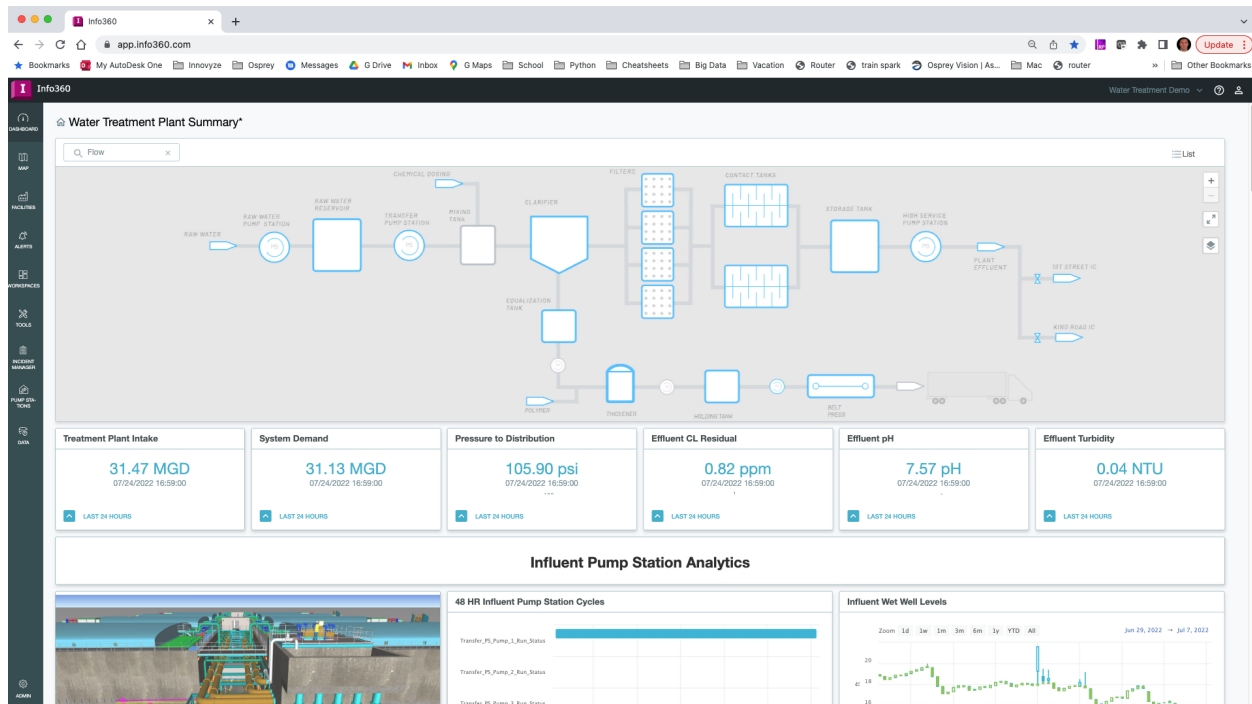 Info360
app.info360.com
Update
Bookmarks My AutoDesk One Innovyze Osprey Messages G Drive Inbox G Maps School Python Cheatsheets Big Data Vacation Router train spark Osprey Vision | As... Mac router » Other Bookmarks
Info360
Water Treatment Demo
DASHBOARD
MAP
FACILITIES
ALERTS
WORKSPACES
TOOLS
INCIDENT
MANAGER
PUMP STA-
TIONS
DATA
ADMIN
Water Treatment Plant Summary*
Flow
List
CHEMICAL DOSING
FILTERS
CONTACT TANKS
RAW WATER
RESERVOIR
CLARIFIER
RAW WATER
PUMP STATION
TRANSFER
PUMP STATION
MIXING
TANK
STORAGE TANK
HIGH SERVICE
PUMP STATION
RAW WATER
PS
PS
PS
PLANT
EFFLUENT
1ST STREET IC
EQUALIZATION
TANK
KING ROAD IC
POLYMER
THICKENER
HOLDING TANK
BELT
PRESS
Treatment Plant Intake
31.47 MGD
07/24/2022 16:59:00
LAST 24 HOURS
System Demand
31.13 MGD
07/24/2022 16:59:00
LAST 24 HOURS
Pressure to Distribution
105.90 psi
07/24/2022 16:59:00
LAST 24 HOURS
Effluent CL Residual
0.82 ppm
07/24/2022 16:59:00
LAST 24 HOURS
Effluent pH
7.57 pH
07/24/2022 16:59:00
LAST 24 HOURS
Effluent Turbidity
0.04 NTU
07/24/2022 16:59:00
LAST 24 HOURS
Influent Pump Station Analytics
48 HR Influent Pump Station Cycles
Transfer_PS_Pump_1_Run_Status
Transfer_PS_Pump_2_Run_Status
Transfer_PS_Pump_3_Run_Status
Influent Wet Well Levels
Zoom 1d 1w 1m 3m 6m 1y YTD All
Jun 29, 2022 → Jul 7, 2022
20
18
16
ft